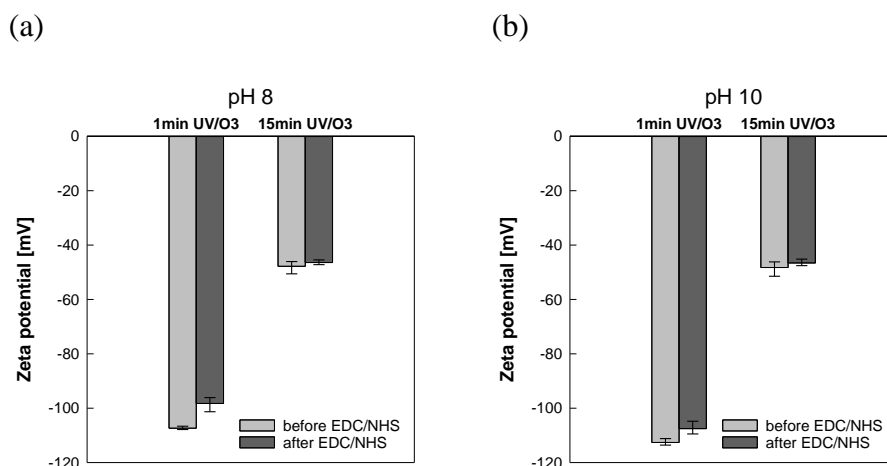 (a)
pH 8
1min UV/O3 15min UV/O3
0
-20
-40
-60
-80
-100
-120
Zeta potential [mV]
before EDC/NHS
after EDC/NHS
(b)
pH 10
1min UV/O3 15min UV/O3
0
-20
-40
-60
-80
-100
-120
Zeta potential [mV]
before EDC/NHS
after EDC/NHS